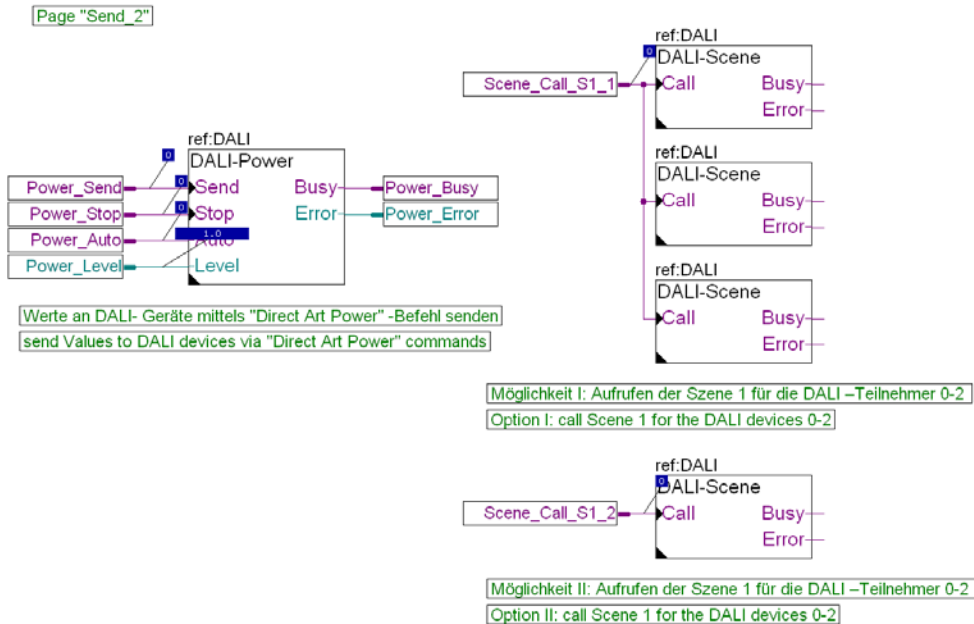 Page "Send_2"
ref:DALI
DALI-Power
0
Power_Send
Send
Busy
Power_Busy
0
Power_Stop
Stop
Error
Power_Error
0
Power_Auto
Auto
1.0
Power_Level
Level
Werte an DALI- Geräte mittels "Direct Art Power" -Befehl senden
send Values to DALI devices via "Direct Art Power" commands
ref:DALI
0
DALI-Scene
Scene_Call_S1_1
Call
Busy
Error
ref:DALI
DALI-Scene
Call
Busy
Error
ref:DALI
DALI-Scene
Call
Busy
Error
Möglichkeit I: Aufrufen der Szene 1 für die DALI –Teilnehmer 0-2
Option I: call Scene 1 for the DALI devices 0-2
ref:DALI
0
DALI-Scene
Scene_Call_S1_2
Call
Busy
Error
Möglichkeit II: Aufrufen der Szene 1 für die DALI –Teilnehmer 0-2
Option II: call Scene 1 for the DALI devices 0-2